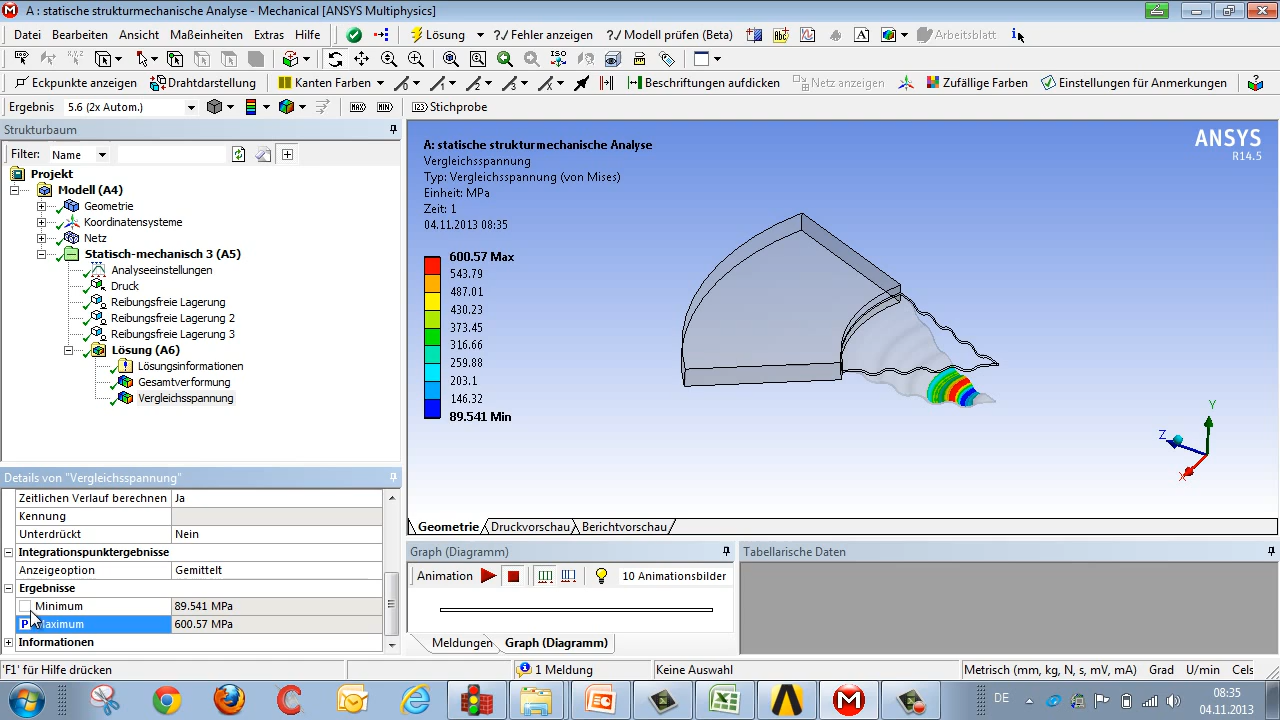 A : statische strukturmechanische Analyse - Mechanical [ANSYS Multiphysics]
Datei Bearbeiten Ansicht Maßeinheiten Extras Hilfe Lösung ?/ Fehler anzeigen ?/ Modell prüfen (Beta) A Arbeitsblatt
ISO
Eckpunkte anzeigen Drahtdarstellung Kanten Farben Beschriftungen aufdicken Netz anzeigen Zufällige Farben Einstellungen für Anmerkungen
Ergebnis 5.6 (2x Autom.) MAX MIN 123 Stichprobe
Strukturbaum
Filter: Name
Projekt
Modell (A4)
Geometrie
Koordinatensysteme
Netz
Statisch-mechanisch 3 (A5)
Analyseeinstellungen
Druck
Reibungsfreie Lagerung
Reibungsfreie Lagerung 2
Reibungsfreie Lagerung 3
Lösung (A6)
Lösungsinformationen
Gesamtverformung
Vergleichsspannung
A: statische strukturmechanische Analyse
Vergleichsspannung
Typ: Vergleichsspannung (von Mises)
Einheit: MPa
Zeit: 1
04.11.2013 08:35
600.57 Max
543.79
487.01
430.23
373.45
316.66
259.88
203.1
146.32
89.541 Min
ANSYS
R14.5
Y
Z
X
Geometrie Druckvorschau Berichtvorschau
Details von "Vergleichsspannung"
Zeitlichen Verlauf berechnen Ja
Kennung
Unterdrückt Nein
Integrationspunktergebnisse
Anzeigeoption Gemittelt
Ergebnisse
Minimum 89.541 MPa
P Maximum 600.57 MPa
Informationen
Graph (Diagramm)
Animation 10 Animationsbilder
Meldungen Graph (Diagramm)
Tabellarische Daten
'F1' für Hilfe drücken 1 Meldung Keine Auswahl Metrisch (mm, kg, N, s, mV, mA) Grad U/min Cels
DE 08:35
04.11.2013